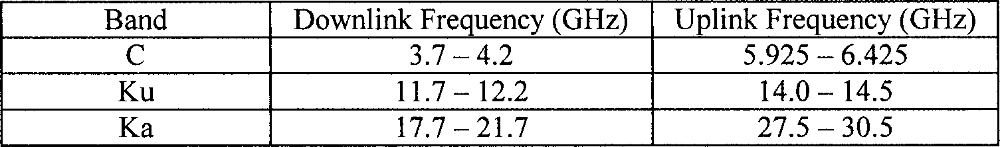 Band Downlink Frequency (GHz) Uplink Frequency (GHz)
C 3.7 – 4.2 5.925 – 6.425
Ku 11.7 – 12.2 14.0 – 14.5
Ka 17.7 – 21.7 27.5 – 30.5